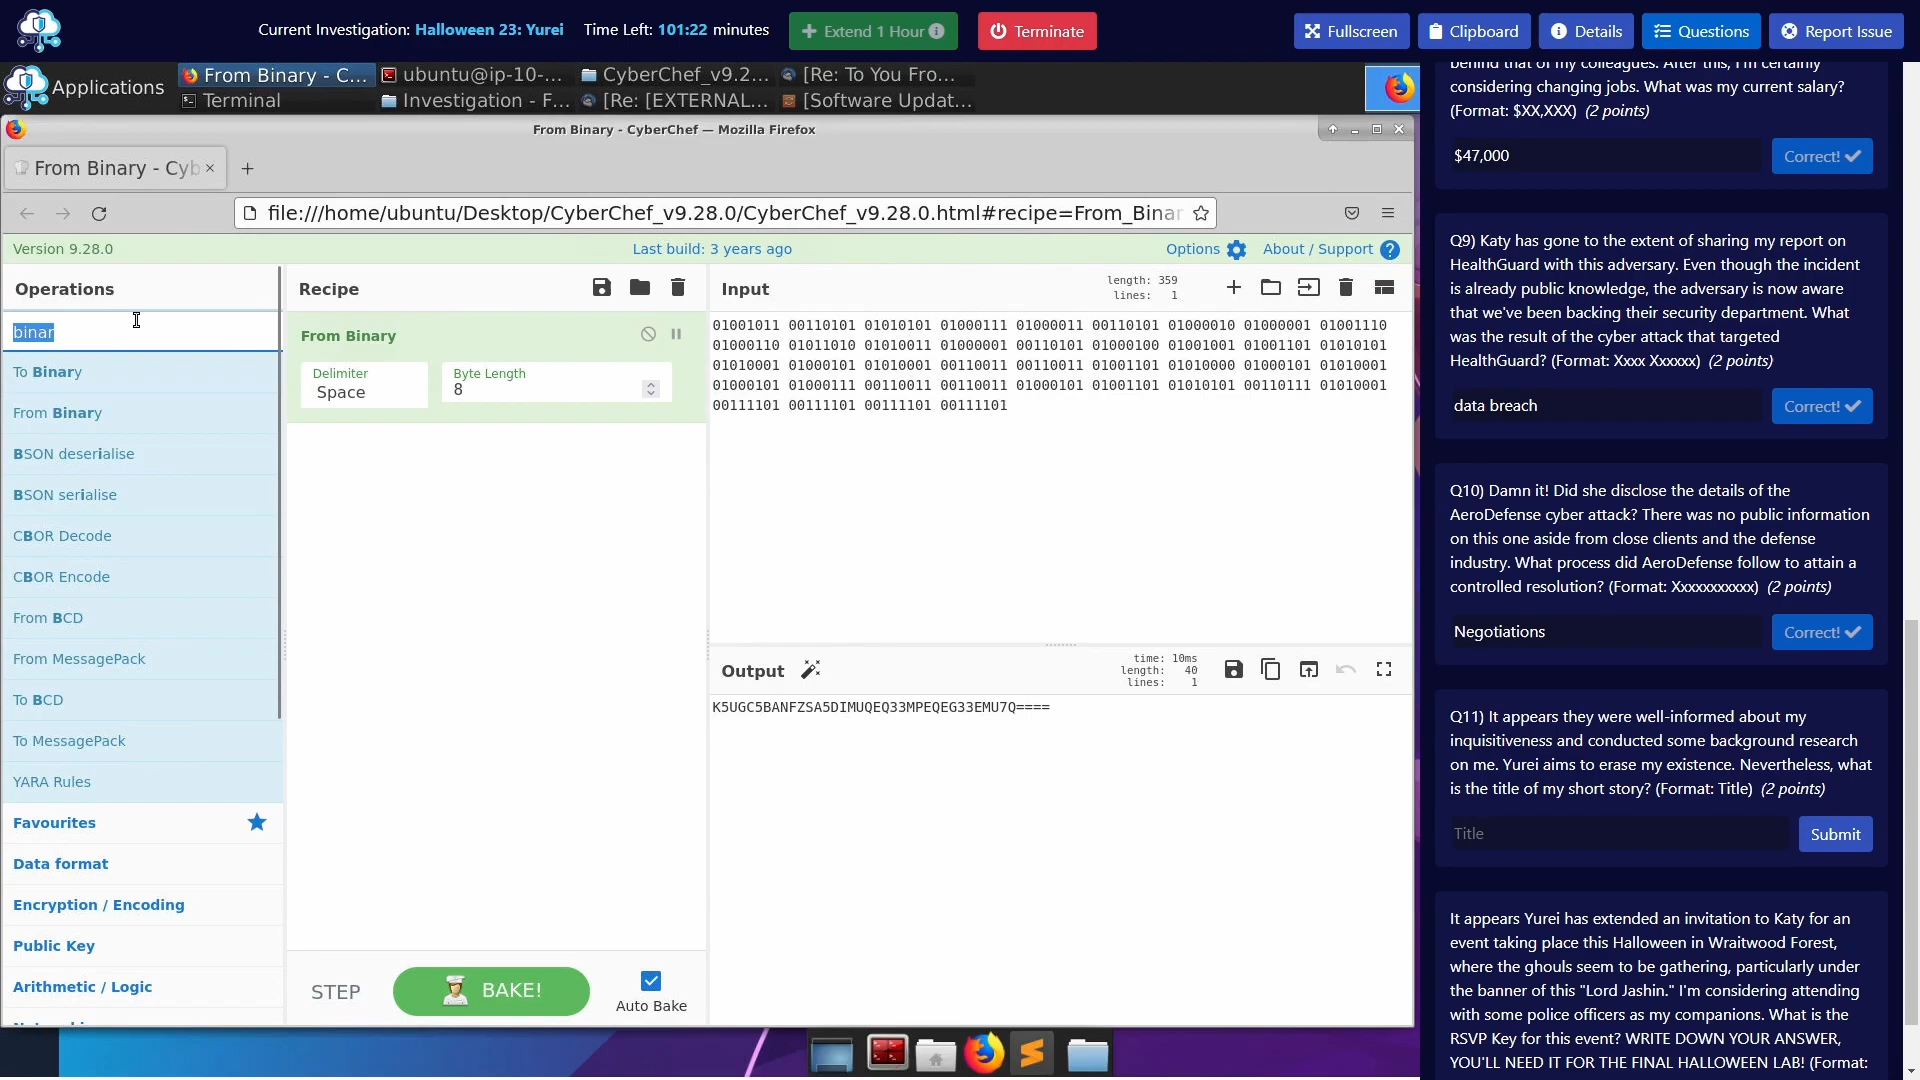 Current Investigation: Halloween 23: Yurei
Time Left: 101:22 minutes
Extend 1 Hour
Terminate
Fullscreen
Clipboard
Details
Questions
Report Issue
Applications
From Binary - C...
ubuntu@ip-10-...
CyberChef_v9.2...
[Re: To You Fro...
Terminal
Investigation - F...
[Re: [EXTERNAL...
[Software Updat...
From Binary - CyberChef — Mozilla Firefox
From Binary - Cyb
file:///home/ubuntu/Desktop/CyberChef_v9.28.0/CyberChef_v9.28.0.html#recipe=From_Binar
Version 9.28.0
Last build: 3 years ago
Options
About / Support
Operations
binar
To Binary
From Binary
BSON deserialise
BSON serialise
CBOR Decode
CBOR Encode
From BCD
From MessagePack
To BCD
To MessagePack
YARA Rules
Favourites
Data format
Encryption / Encoding
Public Key
Arithmetic / Logic
Recipe
From Binary
Delimiter
Space
Byte Length
8
STEP
BAKE!
Auto Bake
Input
length: 359
lines: 1
01001011 00110101 01010101 01000111 01000011 00110101 01000010 01000001 01001110
01000110 01011010 01010011 01000001 00110101 01000100 01001001 01001101 01010101
01010001 01000101 01010001 00110011 00110011 01001101 01010000 01000101 01010001
01000101 01000111 00110011 00110011 01000101 01001101 01010101 00110111 01010001
00111101 00111101 00111101 00111101
Output
time: 10ms
length: 40
lines: 1
K5UGC5BANFZSA5DIMUQEQ33MPEQEG33EMU7Q====
behind that of my colleagues. After this, I'm certainly
considering changing jobs. What was my current salary?
(Format: $XX,XXX) (2 points)
$47,000
Correct!
Q9) Katy has gone to the extent of sharing my report on
HealthGuard with this adversary. Even though the incident
is already public knowledge, the adversary is now aware
that we've been backing their security department. What
was the result of the cyber attack that targeted
HealthGuard? (Format: Xxxx Xxxxxx) (2 points)
data breach
Correct!
Q10) Damn it! Did she disclose the details of the
AeroDefense cyber attack? There was no public information
on this one aside from close clients and the defense
industry. What process did AeroDefense follow to attain a
controlled resolution? (Format: Xxxxxxxxxxx) (2 points)
Negotiations
Correct!
Q11) It appears they were well-informed about my
inquisitiveness and conducted some background research
on me. Yurei aims to erase my existence. Nevertheless, what
is the title of my short story? (Format: Title) (2 points)
Title
Submit
It appears Yurei has extended an invitation to Katy for an
event taking place this Halloween in Wraitwood Forest,
where the ghouls seem to be gathering, particularly under
the banner of this "Lord Jashin." I'm considering attending
with some police officers as my companions. What is the
RSVP Key for this event? WRITE DOWN YOUR ANSWER,
YOU'LL NEED IT FOR THE FINAL HALLOWEEN LAB! (Format: